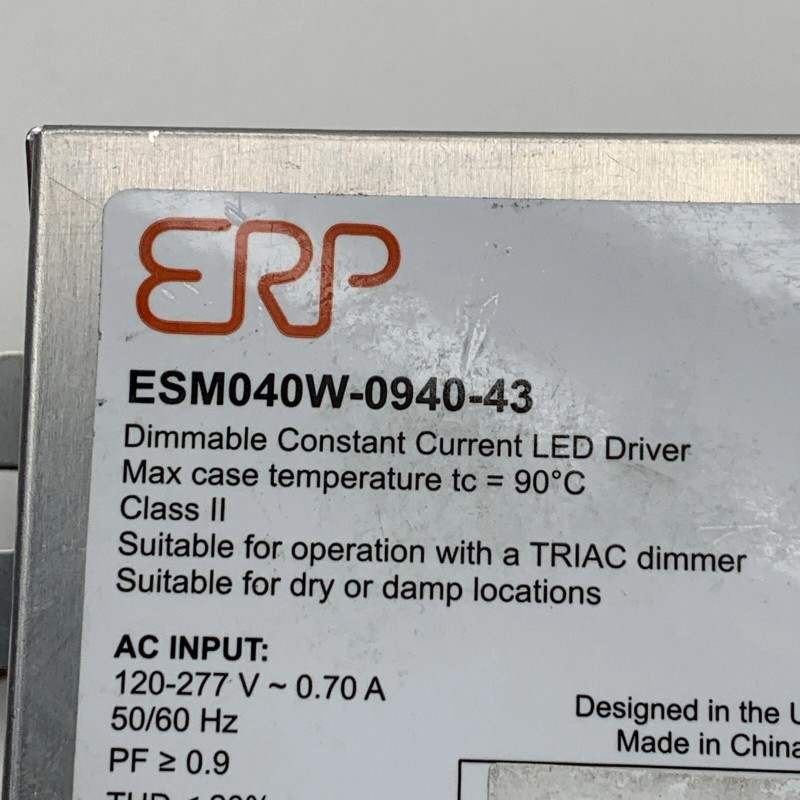 ERP
ESM040W-0940-43
Dimmable Constant Current LED Driver
Max case temperature tc = 90°C
Class II
Suitable for operation with a TRIAC dimmer
Suitable for dry or damp locations
AC INPUT:
120-277 V ~ 0.70 A
50/60 Hz
PF ≥ 0.9
Designed in the
Made in China